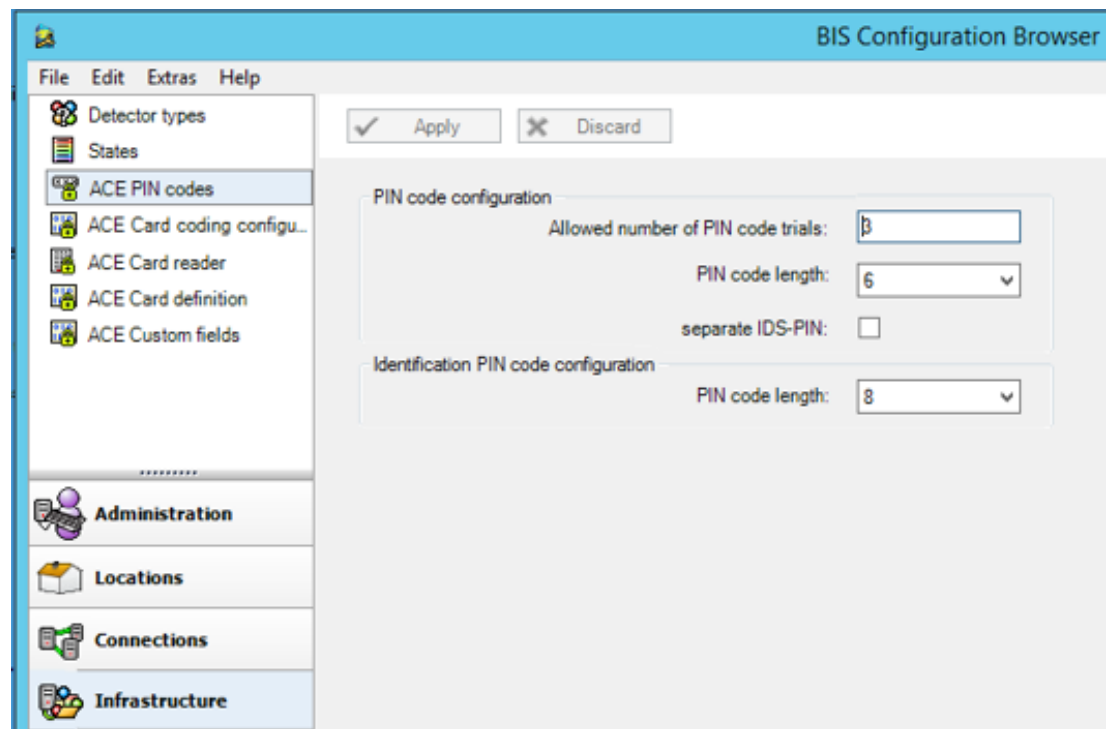 BIS Configuration Browser
File Edit Extras Help
Detector types
States
ACE PIN codes
ACE Card coding configu...
ACE Card reader
ACE Card definition
ACE Custom fields
Administration
Locations
Connections
Infrastructure
Apply Discard
PIN code configuration
Allowed number of PIN code trials: 3
PIN code length: 6
separate IDS-PIN:
Identification PIN code configuration
PIN code length: 8